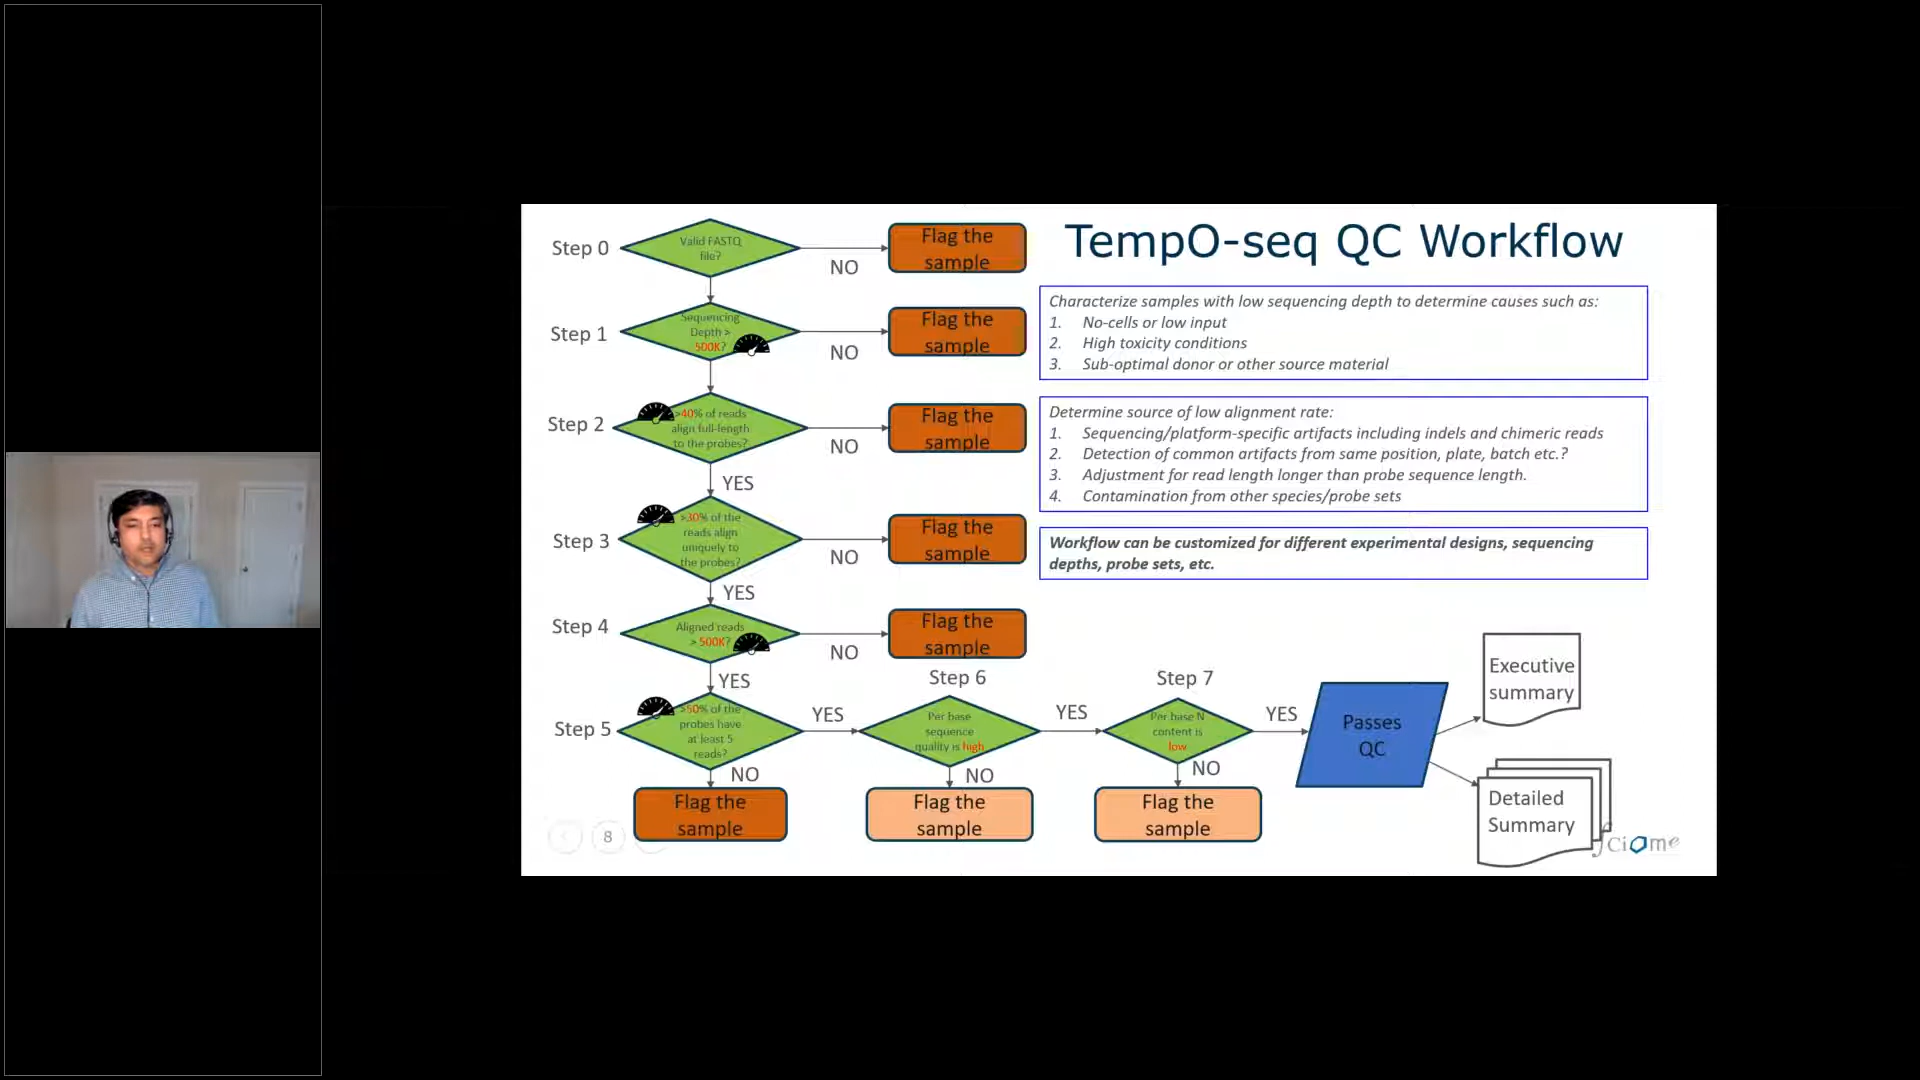 TempO-seq QC Workflow
Step 0
Valid FASTQ
file?
NO
Flag the
sample
Step 1
Sequencing
Depth >
500K?
NO
Flag the
sample
Step 2
>40% of reads
align full-length
to the probes?
NO
Flag the
sample
YES
Step 3
>30% of the
reads align
uniquely to
the probes?
NO
Flag the
sample
YES
Step 4
Aligned reads
> 500K?
NO
Flag the
sample
YES
Step 5
>50% of the
probes have
at least 5
reads?
NO
Flag the
sample
YES
Step 6
Per base
sequence
quality is high
NO
Flag the
sample
YES
Step 7
Per base N
content is
low
NO
Flag the
sample
YES
Passes
QC
Executive
summary
Detailed
Summary
Characterize samples with low sequencing depth to determine causes such as:
1. No-cells or low input
2. High toxicity conditions
3. Sub-optimal donor or other source material
Determine source of low alignment rate:
1. Sequencing/platform-specific artifacts including indels and chimeric reads
2. Detection of common artifacts from same position, plate, batch etc.?
3. Adjustment for read length longer than probe sequence length.
4. Contamination from other species/probe sets
Workflow can be customized for different experimental designs, sequencing
depths, probe sets, etc.
8
Sciome